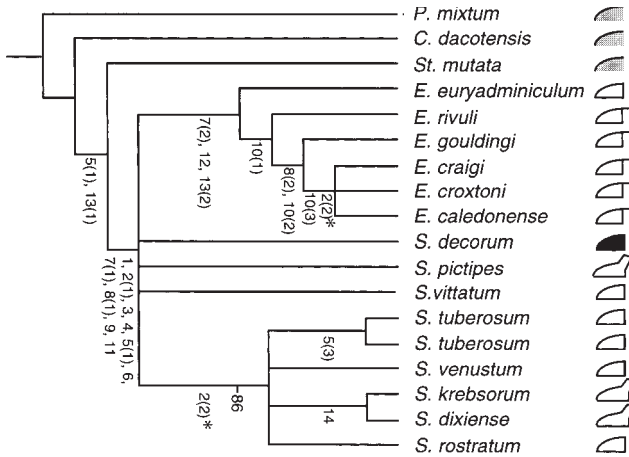 P. mixtum
C. dacotensis
St. mutata
E. euryadminiculum
E. rivuli
E. gouldingi
E. craigi
E. croxtoni
E. caledonense
S. decorum
S. pictipes
S.vittatum
S. tuberosum
S. tuberosum
S. venustum
S. krebsorum
S. dixiense
S. rostratum
5(1), 13(1)
7(2), 12, 13(2)
10(1)
8(2), 10(2)
10(3)
2(2)*
1, 2(1), 3, 4, 5(1), 6,
7(1), 8(1), 9, 11
5(3)
86
2(2)*
14